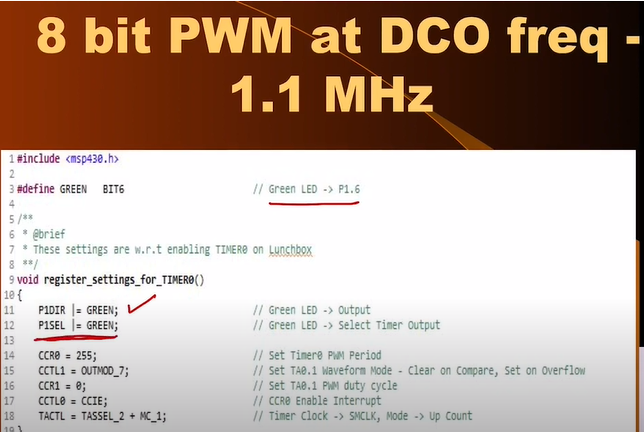 8 bit PWM at DCO freq -
1.1 MHz
1 #include <msp430.h>
2
3 #define GREEN BIT6 // Green LED -> P1.6
4
5 /**
6 * @brief
7 * These settings are w.r.t enabling TIMER0 on Lunchbox
8 **/
9 void register_settings_for_TIMER0()
10 {
11 P1DIR |= GREEN; // Green LED -> Output
12 P1SEL |= GREEN; // Green LED -> Select Timer Output
13
14 CCR0 = 255; // Set Timer0 PWM Period
15 CCTL1 = OUTMOD_7; // Set TA0.1 Waveform Mode - Clear on Compare, Set on Overflow
16 CCR1 = 0; // Set TA0.1 PWM duty cycle
17 CCTL0 = CCIE; // CCR0 Enable Interrupt
18 TACTL = TASSEL_2 + MC_1; // Timer Clock -> SMCLK, Mode -> Up Count
19 }